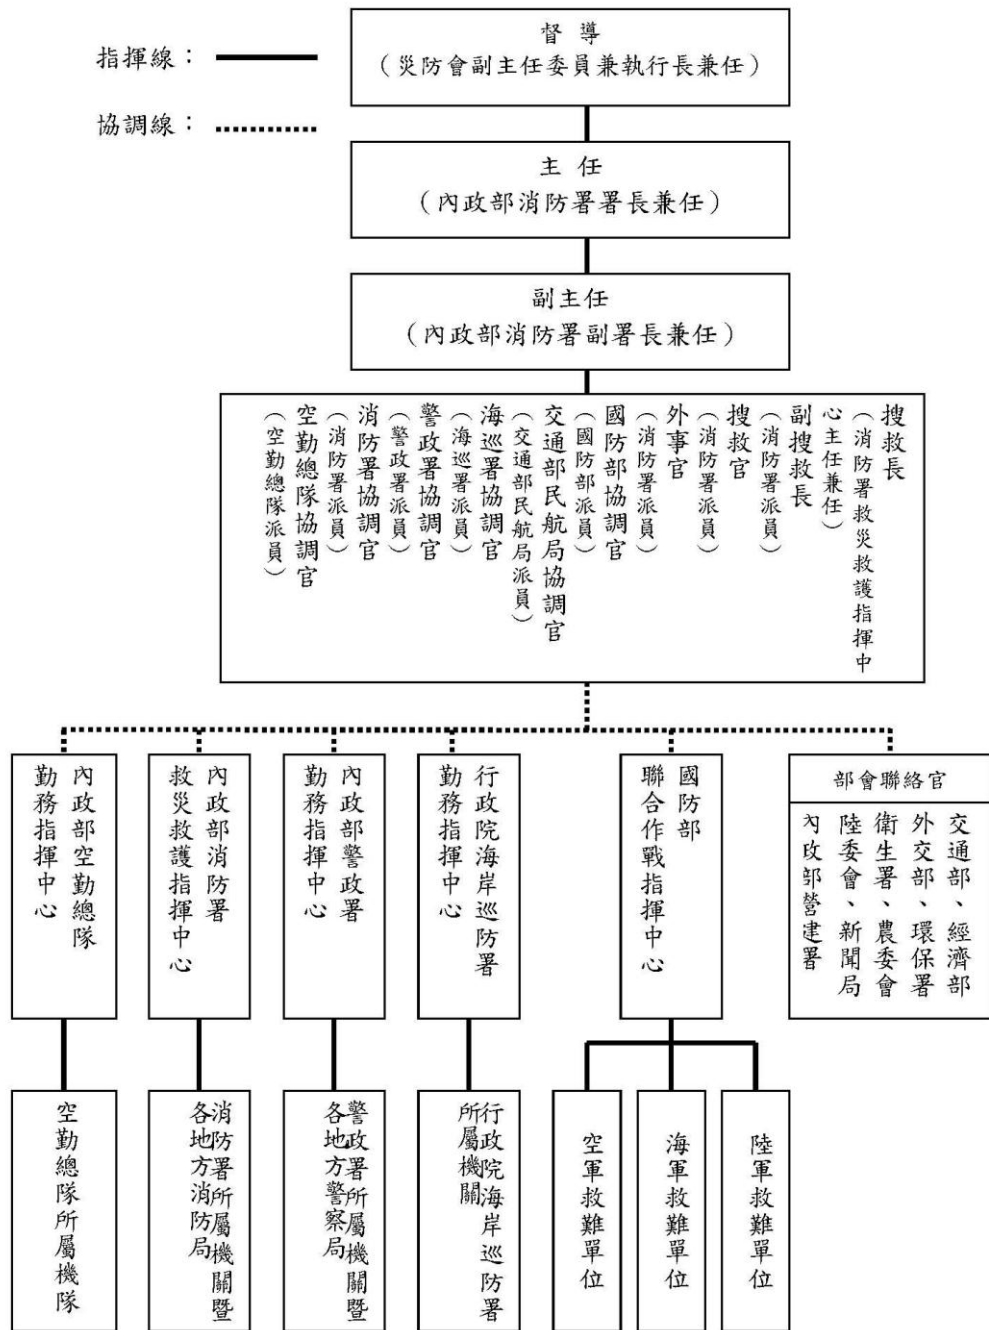 指揮線：
協調線：
督導
（災防會副主任委員兼執行長兼任）
主任
（內政部消防署署長兼任）
副主任
（內政部消防署副署長兼任）
搜救長
（消防署救災救護指揮中
心主任兼任）
副搜救長
（消防署派員）
搜救官
（消防署派員）
外事官
（消防署派員）
國防部協調官
（國防部派員）
交通部民航局協調官
（交通部民航局派員）
海巡署協調官
（海巡署派員）
警政署協調官
（警政署派員）
消防署協調官
（消防署派員）
空勤總隊協調官
（空勤總隊派員）
內政部空勤總隊
勤務指揮中心
內政部消防署
救災救護指揮中心
內政部警政署
勤務指揮中心
行政院海岸巡防署
勤務指揮中心
國防部
聯合作戰指揮中心
部會聯絡官
交通部、經濟部
外交部、環保署
衛生署、農委會
陸委會、新聞局
內政部營建署
空勤總隊所屬機隊
消防署所屬機關暨
各地方消防局
警政署所屬機關暨
各地方警察局
行政院海岸巡防署
所屬機關
空軍救難單位
海軍救難單位
陸軍救難單位